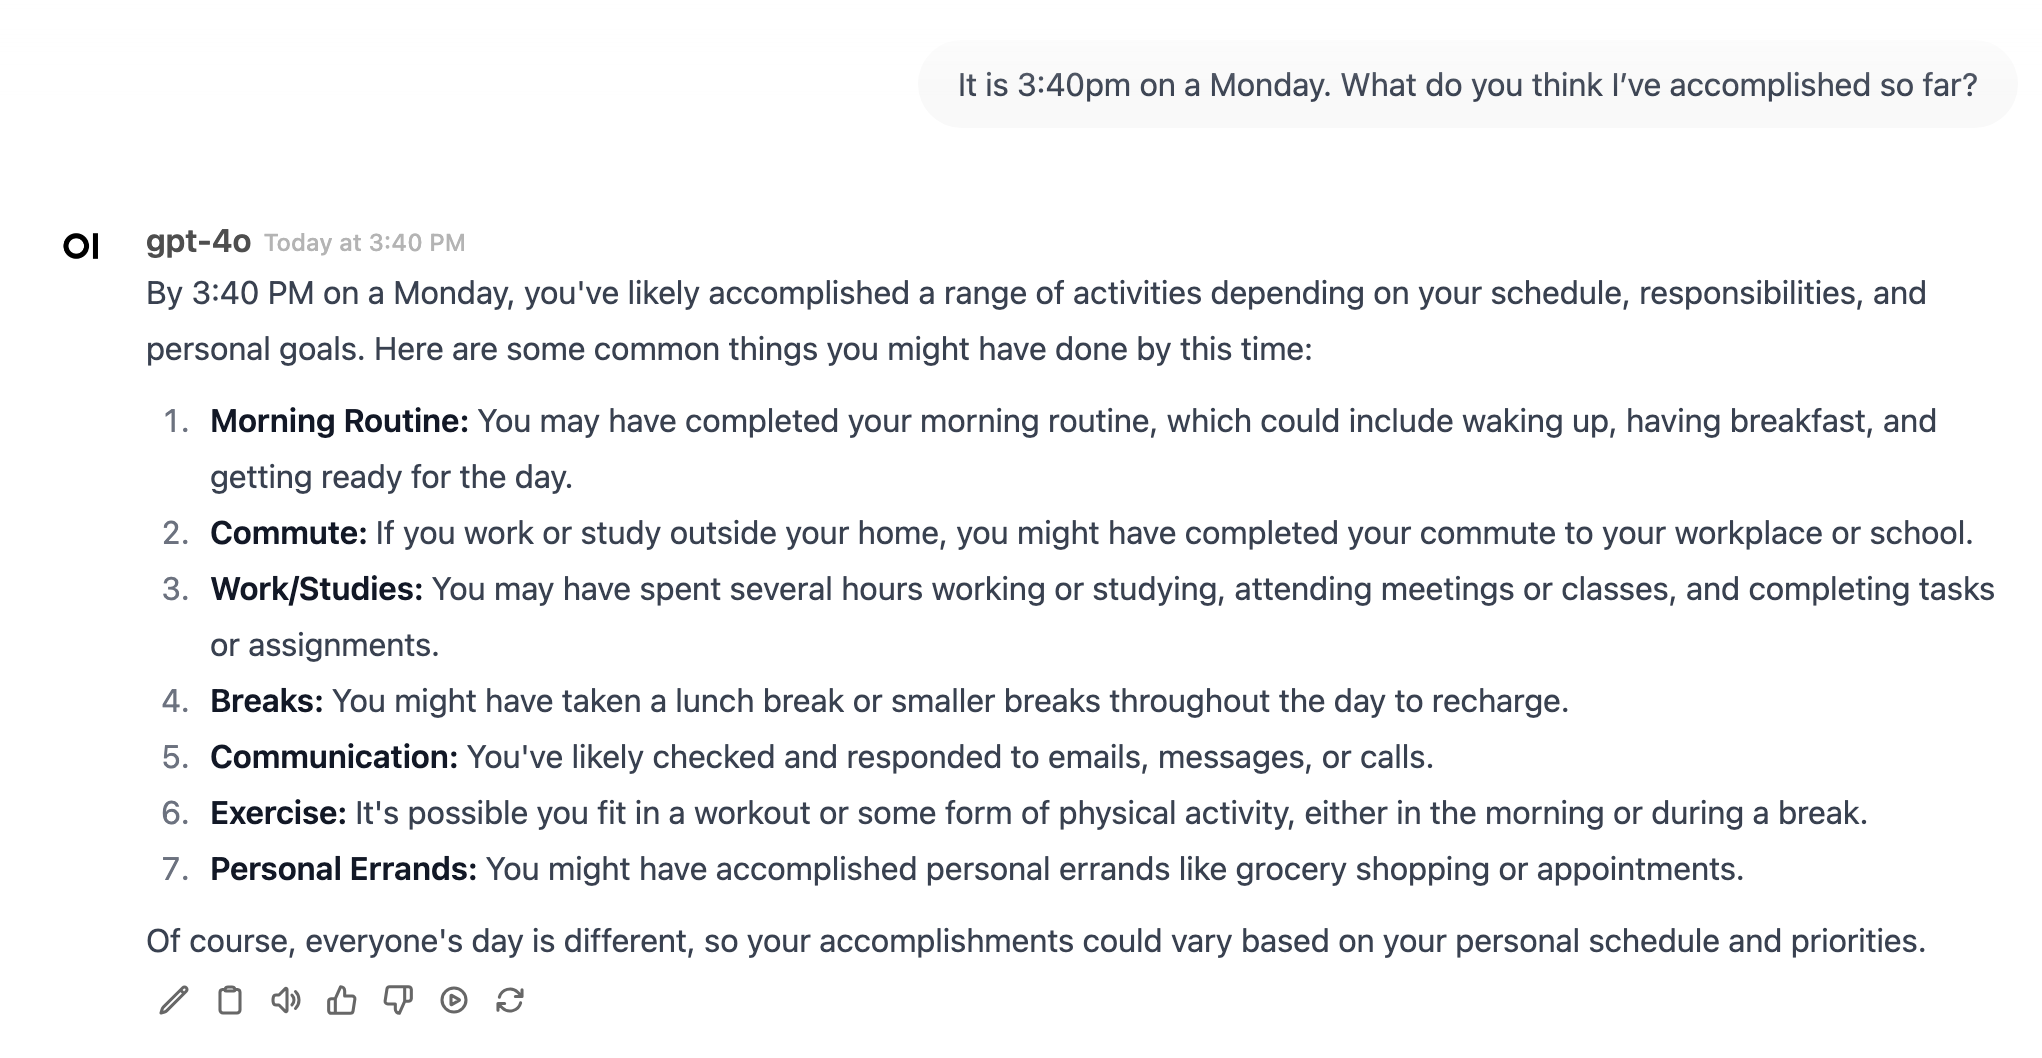 It is 3:40pm on a Monday. What do you think I’ve accomplished so far?
OI
gpt-4o Today at 3:40 PM
By 3:40 PM on a Monday, you've likely accomplished a range of activities depending on your schedule, responsibilities, and
personal goals. Here are some common things you might have done by this time:
1. Morning Routine: You may have completed your morning routine, which could include waking up, having breakfast, and
getting ready for the day.
2. Commute: If you work or study outside your home, you might have completed your commute to your workplace or school.
3. Work/Studies: You may have spent several hours working or studying, attending meetings or classes, and completing tasks
or assignments.
4. Breaks: You might have taken a lunch break or smaller breaks throughout the day to recharge.
5. Communication: You've likely checked and responded to emails, messages, or calls.
6. Exercise: It's possible you fit in a workout or some form of physical activity, either in the morning or during a break.
7. Personal Errands: You might have accomplished personal errands like grocery shopping or appointments.
Of course, everyone's day is different, so your accomplishments could vary based on your personal schedule and priorities.